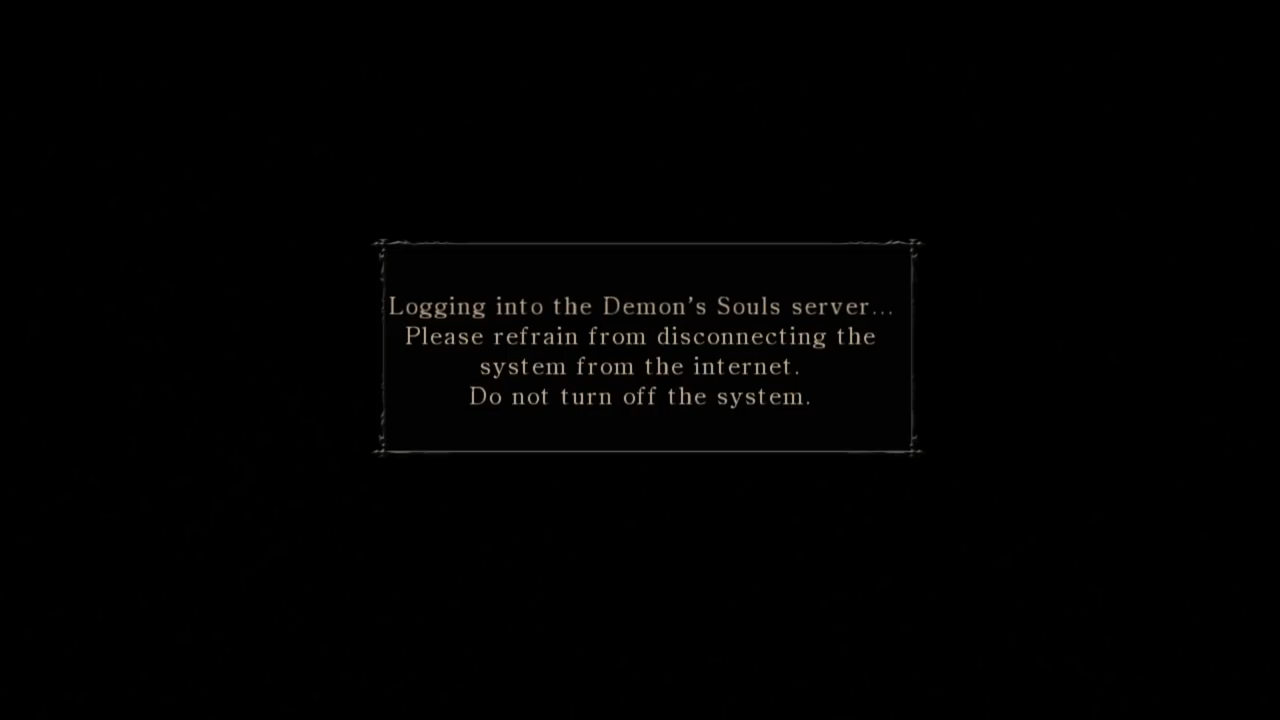 Logging into the Demon's Souls server...
Please refrain from disconnecting the
system from the internet.
Do not turn off the system.